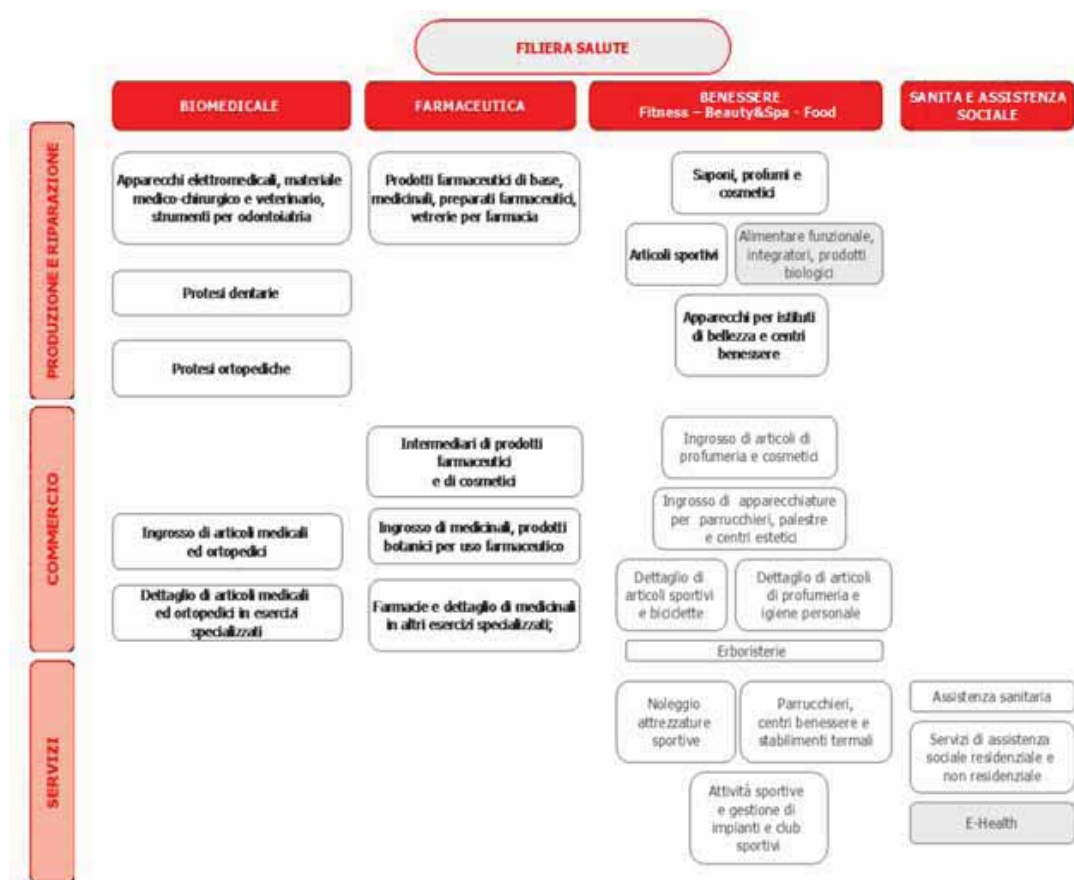 FILIERA SALUTE
BIOMEDICALE
FARMACEUTICA
BENESSERE
Fitness – Beauty&Spa - Food
SANITA E ASSISTENZA
SOCIALE
PRODUZIONE E RIPARAZIONE
Apparecchi elettromedicali, materiale
medico-chirurgico e veterinario,
strumenti per odontoiatria
Protesi dentarie
Protesi ortopediche
Prodotti farmaceutici di base,
medicinali, preparati farmaceutici,
vetrerie per farmacia
Saponi, profumi e
cosmetici
Articoli sportivi
Alimentare funzionale,
integratori, prodotti
biologici
Apparecchi per istituti
di bellezza e centri
benessere
COMMERCIO
Ingrosso di articoli medicali
ed ortopedici
Dettaglio di articoli medicali
ed ortopedici in esercizi
specializzati
Intermediari di prodotti
farmaceutici
e di cosmetici
Ingrosso di medicinali, prodotti
botanici per uso farmaceutico
Farmacie e dettaglio di medicinali
in altri esercizi specializzati;
Ingrosso di articoli di
profumeria e cosmetici
Ingrosso di apparecchiature
per parrucchieri, palestre
e centri estetici
Dettaglio di
articoli sportivi
e biciclette
Dettaglio di articoli
di profumeria e
igiene personale
Erboristerie
SERVIZI
Noleggio
attrezzature
sportive
Parrucchieri,
centri benessere e
stabilimenti termali
Attività sportive
e gestione di
impianti e club
sportivi
Assistenza sanitaria
Servizi di assistenza
sociale residenziale e
non residenziale
E-Health